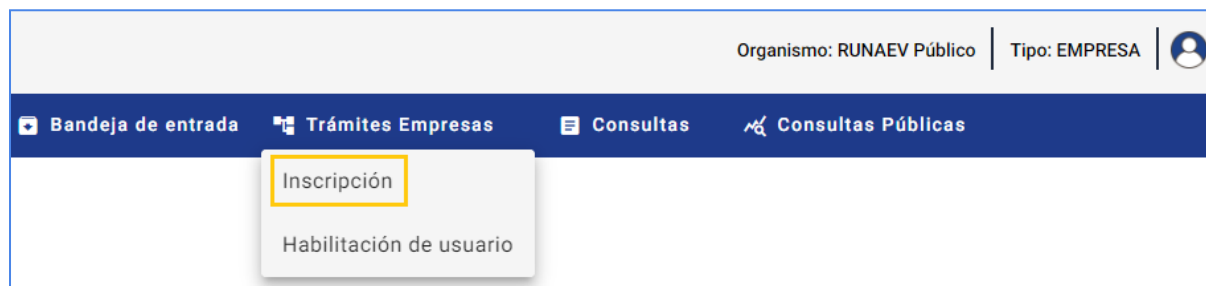 Organismo: RUNAEV Público Tipo: EMPRESA
Bandeja de entrada Trámites Empresas Consultas Consultas Públicas
Inscripción
Habilitación de usuario